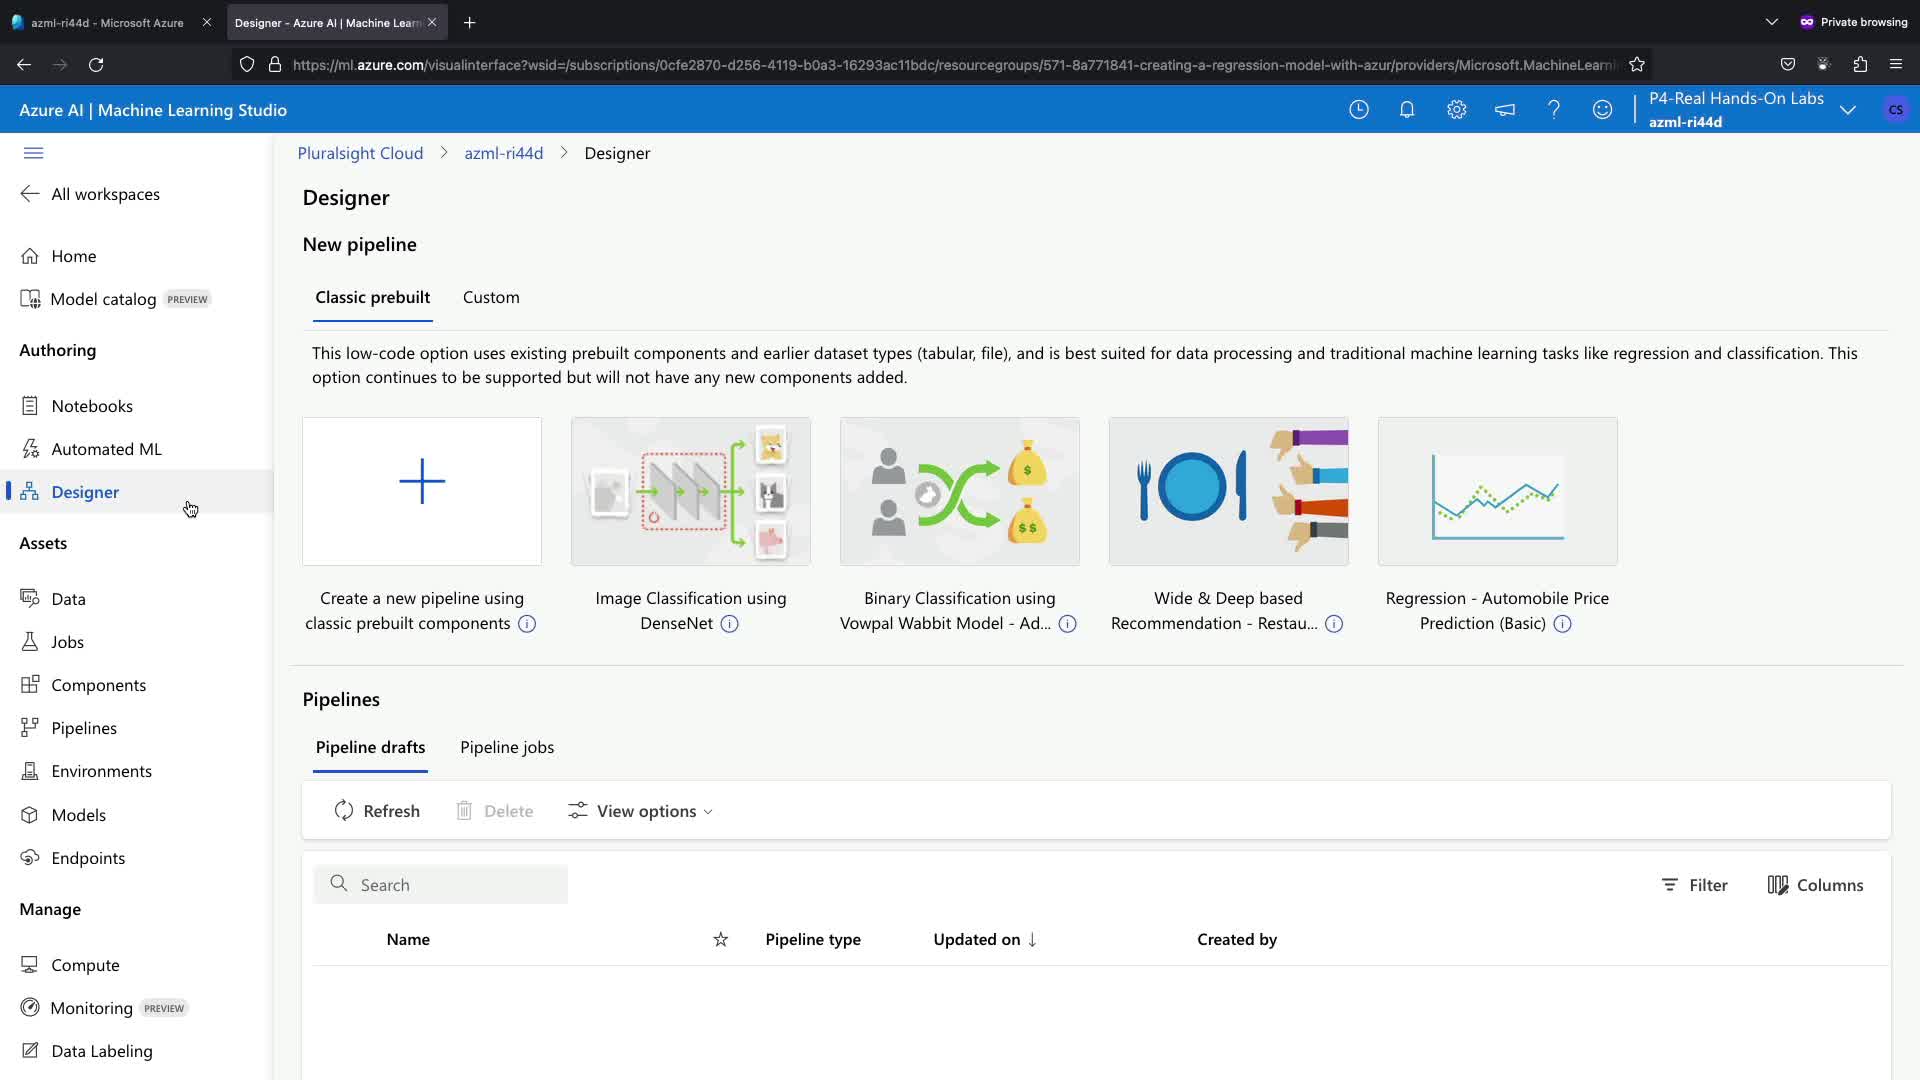 azml-ri44d - Microsoft Azure
Designer - Azure AI | Machine Learn
Private browsing
https://ml.azure.com/visualinterface?wsid=/subscriptions/0cfe2870-d256-4119-b0a3-16293ac11bdc/resourcegroups/571-8a771841-creating-a-regression-model-with-azur/providers/Microsoft.MachineLearni
Azure AI | Machine Learning Studio
P4-Real Hands-On Labs
azml-ri44d
CS
Pluralsight Cloud > azml-ri44d > Designer
All workspaces
Home
Model catalog PREVIEW
Authoring
Notebooks
Automated ML
Designer
Assets
Data
Jobs
Components
Pipelines
Environments
Models
Endpoints
Manage
Compute
Monitoring PREVIEW
Data Labeling
Designer
New pipeline
Classic prebuilt
Custom
This low-code option uses existing prebuilt components and earlier dataset types (tabular, file), and is best suited for data processing and traditional machine learning tasks like regression and classification. This
option continues to be supported but will not have any new components added.
Create a new pipeline using
classic prebuilt components
Image Classification using
DenseNet
$
$$
Binary Classification using
Vowpal Wabbit Model - Ad...
Wide & Deep based
Recommendation - Restau...
Regression - Automobile Price
Prediction (Basic)
Pipelines
Pipeline drafts
Pipeline jobs
Refresh
Delete
View options
Search
Filter
Columns
Name
Pipeline type
Updated on ↓
Created by